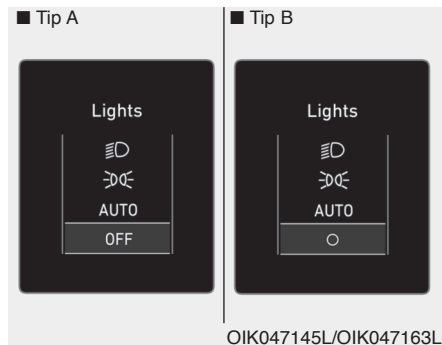 ■ Tip A
Lights
AUTO
OFF
■ Tip B
Lights
AUTO
OIK047145L/OIK047163L